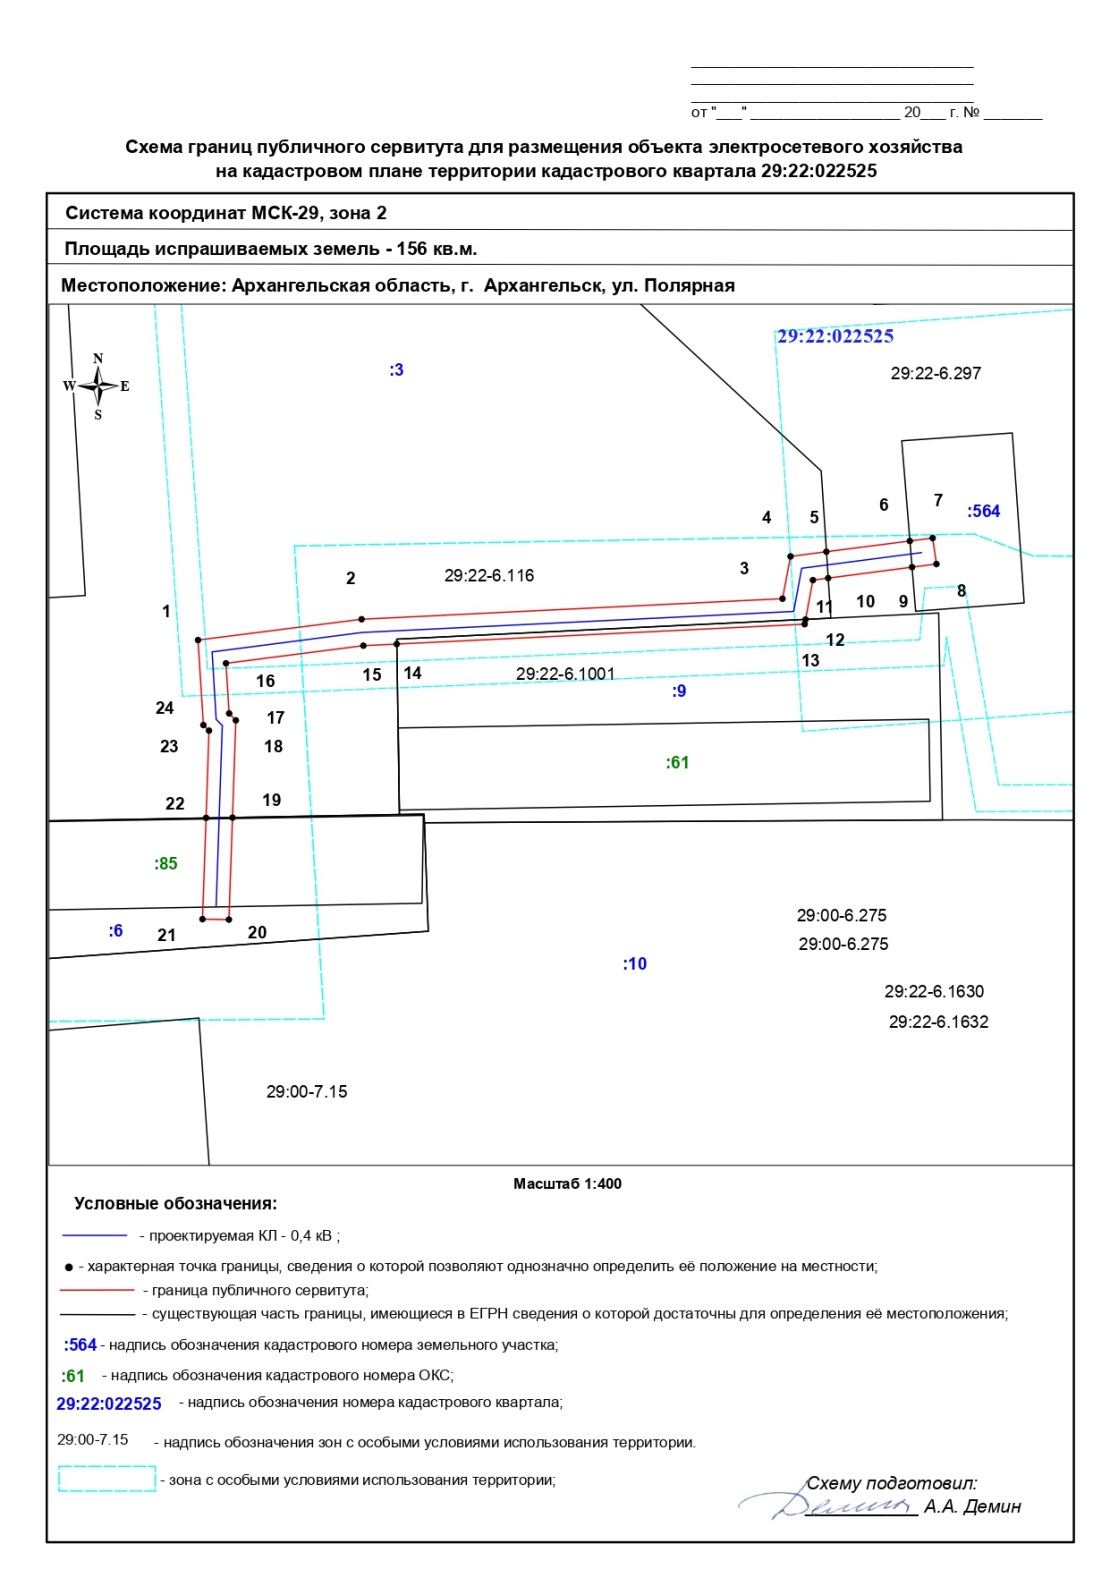 от "___" __________________ 20___ г. № _______
Схема границ публичного сервитута для размещения объекта электросетевого хозяйства
на кадастровом плане территории кадастрового квартала 29:22:022525
Система координат МСК-29, зона 2
Площадь испрашиваемых земель - 156 кв.м.
Местоположение: Архангельская область, г. Архангельск, ул. Полярная
29:22:022525
N
W E
S
:3
29:22-6.297
4 5 6 7
:564
3
2
29:22-6.116
1
11 10 9 8
12
13
16
15 14
29:22-6.1001
:9
24
17
23
18
:61
22
19
:85
:6
21
20
29:00-6.275
29:00-6.275
:10
29:22-6.1630
29:22-6.1632
29:00-7.15
Масштаб 1:400
Условные обозначения:
- проектируемая КЛ - 0,4 кВ ;
- характерная точка границы, сведения о которой позволяют однозначно определить её положение на местности;
- граница публичного сервитута;
- существующая часть границы, имеющиеся в ЕГРН сведения о которой достаточны для определения её местоположения;
:564 - надпись обозначения кадастрового номера земельного участка;
:61 - надпись обозначения кадастрового номера ОКС;
29:22:022525 - надпись обозначения номера кадастрового квартала;
29:00-7.15 - надпись обозначения зон с особыми условиями использования территории.
- зона с особыми условиями использования территории;
Схему подготовил:
А.А. Демин